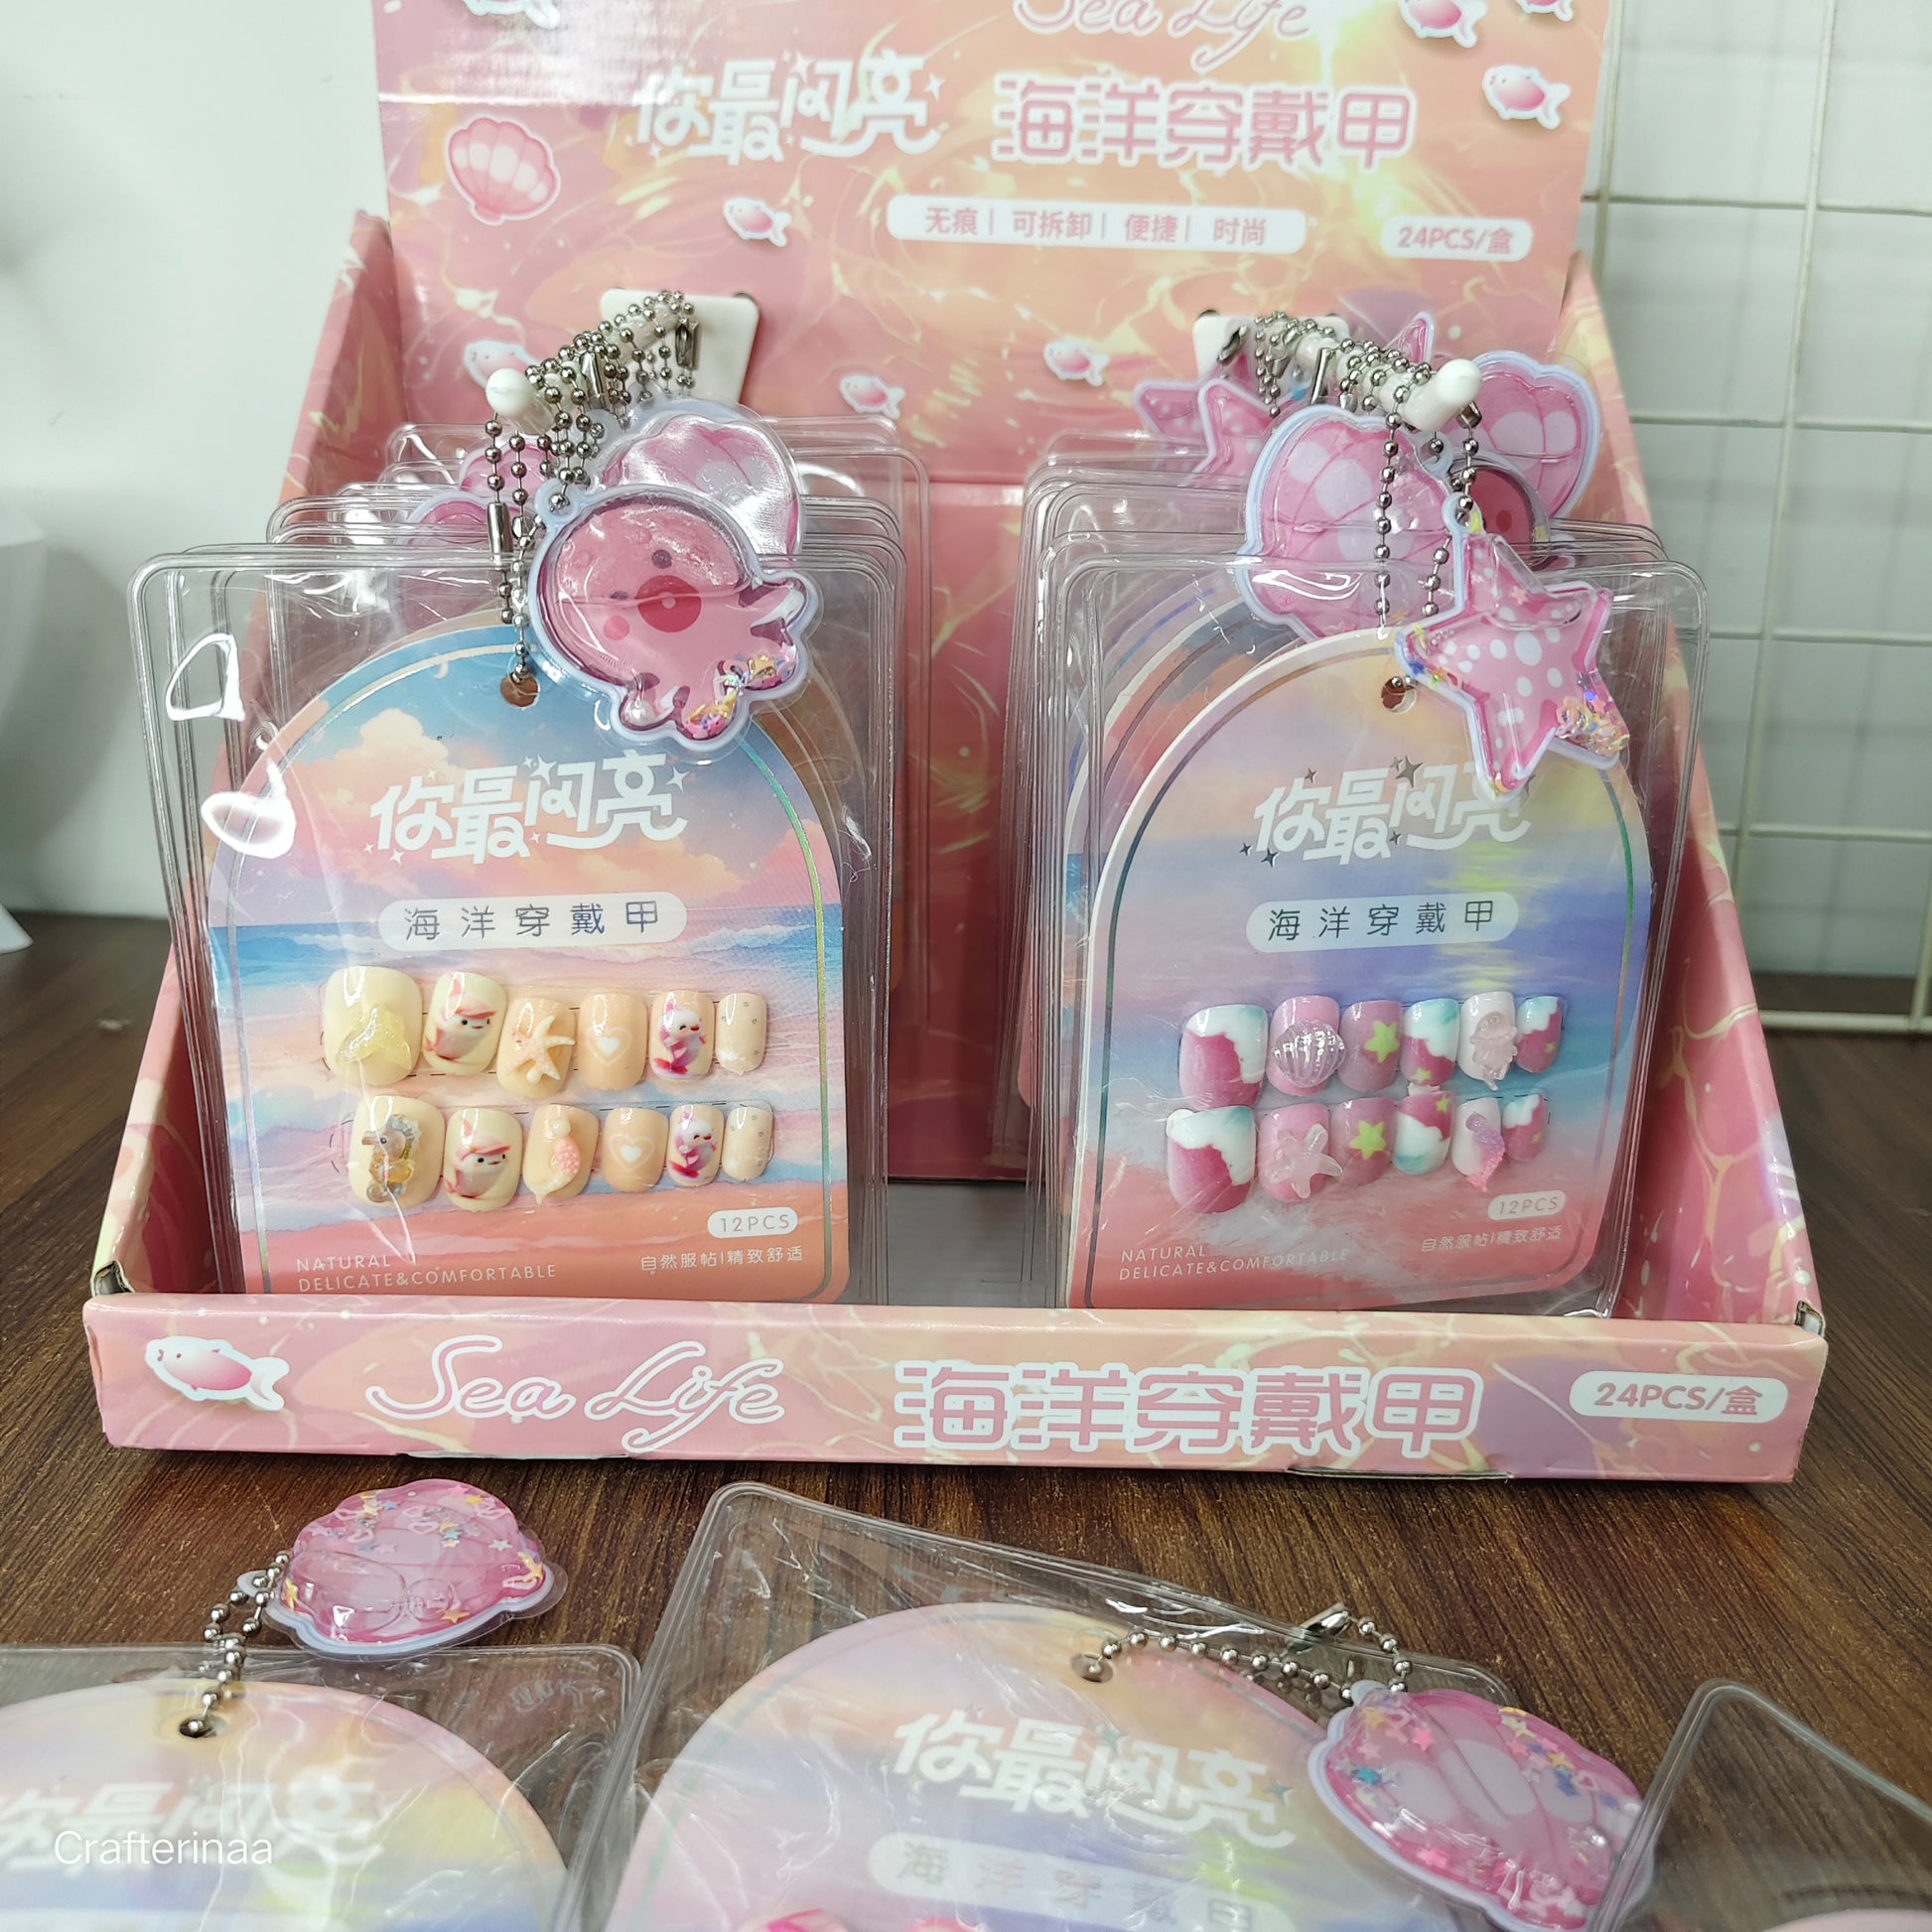 Sea Life
你最闪亮 海洋穿戴甲
无痕 | 可拆卸 | 便捷 | 时尚
24PCS/盒
你最闪亮
海洋穿戴甲
12PCS
NATURAL
DELICATE&COMFORTABLE
自然服帖|精致舒适
你最闪亮
海洋穿戴甲
12PCS
NATURAL
DELICATE&COMFORTABLE
自然服帖|精致舒适
Sea Life 海洋穿戴甲 24PCS/盒
你最闪亮
你最闪亮
海洋穿戴甲
Crafterinaa